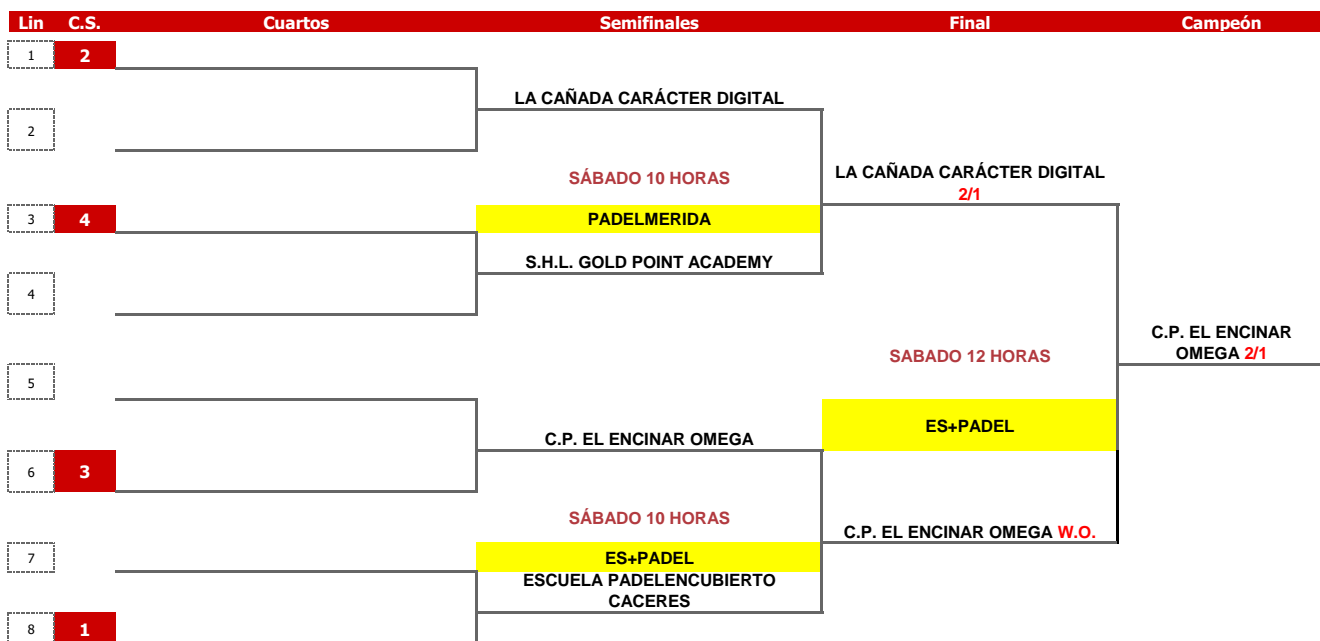 Lin C.S. Cuartos Semifinales Final Campeón
1 2
LA CAÑADA CARÁCTER DIGITAL
2
SÁBADO 10 HORAS
LA CAÑADA CARÁCTER DIGITAL
2/1
3 4
PADELMERIDA
S.H.L. GOLD POINT ACADEMY
4
C.P. EL ENCINAR
OMEGA 2/1
SABADO 12 HORAS
5
ES+PADEL
C.P. EL ENCINAR OMEGA
6 3
SÁBADO 10 HORAS
C.P. EL ENCINAR OMEGA W.O.
7
ES+PADEL
ESCUELA PADELENCUBIERTO
CACERES
8 1